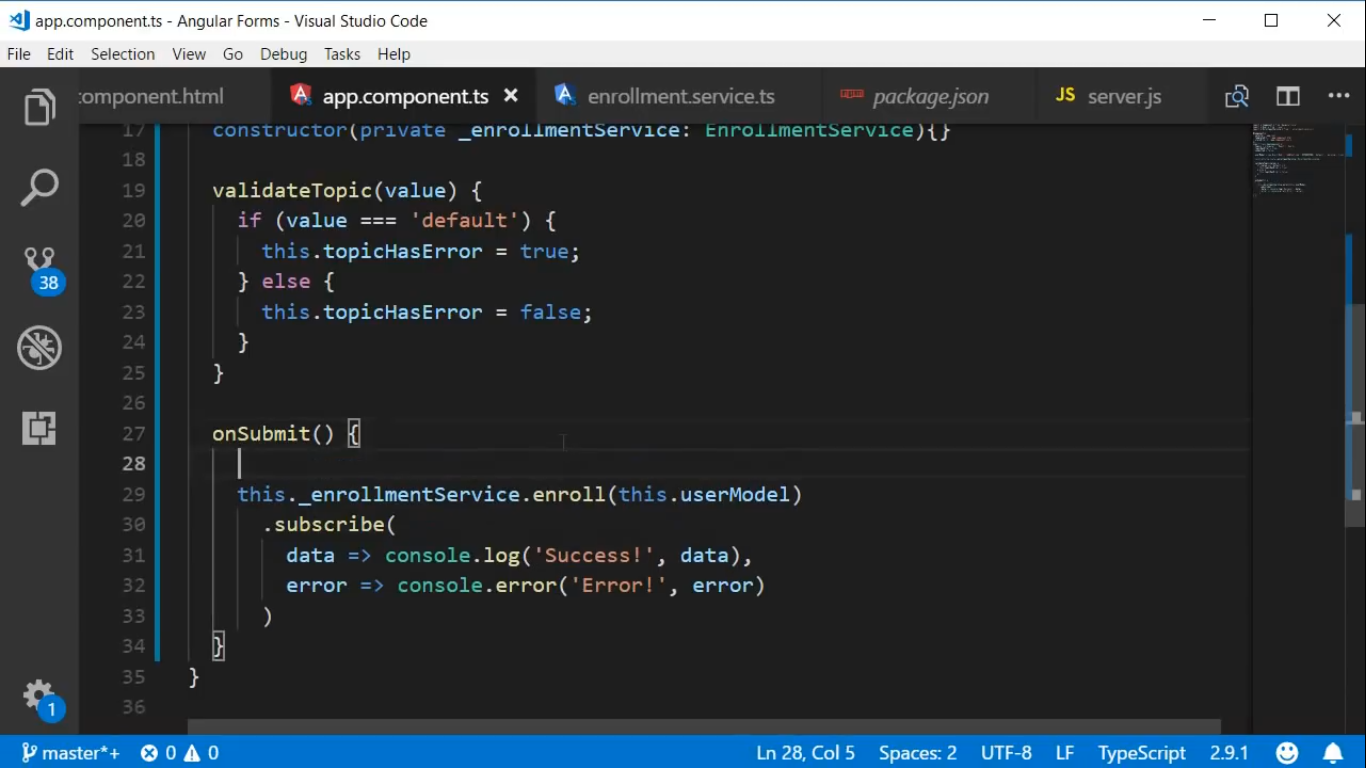 app.component.ts - Angular Forms - Visual Studio Code
File Edit Selection View Go Debug Tasks Help
component.html app.component.ts enrollment.service.ts package.json JS server.js
17 constructor(private _enrollmentService: EnrollmentService){}
18
19 validateTopic(value) {
20 if (value === 'default') {
21 this.topicHasError = true;
22 } else {
23 this.topicHasError = false;
24 }
25 }
26
27 onSubmit() {
28
29 this._enrollmentService.enroll(this.userModel)
30 .subscribe(
31 data => console.log('Success!', data),
32 error => console.error('Error!', error)
33 )
34 }
35 }
36
38
1
master*+ 0 0 Ln 28, Col 5 Spaces: 2 UTF-8 LF TypeScript 2.9.1